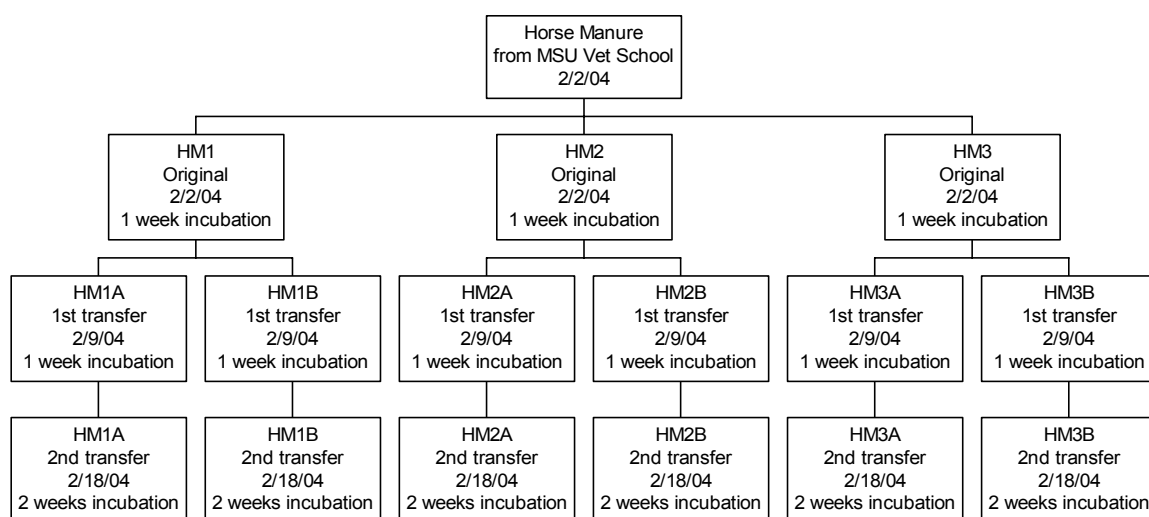 Horse Manure
from MSU Vet School
2/2/04
HM1
Original
2/2/04
1 week incubation
HM2
Original
2/2/04
1 week incubation
HM3
Original
2/2/04
1 week incubation
HM1A
1st transfer
2/9/04
1 week incubation
HM1B
1st transfer
2/9/04
1 week incubation
HM2A
1st transfer
2/9/04
1 week incubation
HM2B
1st transfer
2/9/04
1 week incubation
HM3A
1st transfer
2/9/04
1 week incubation
HM3B
1st transfer
2/9/04
1 week incubation
HM1A
2nd transfer
2/18/04
2 weeks incubation
HM1B
2nd transfer
2/18/04
2 weeks incubation
HM2A
2nd transfer
2/18/04
2 weeks incubation
HM2B
2nd transfer
2/18/04
2 weeks incubation
HM3A
2nd transfer
2/18/04
2 weeks incubation
HM3B
2nd transfer
2/18/04
2 weeks incubation